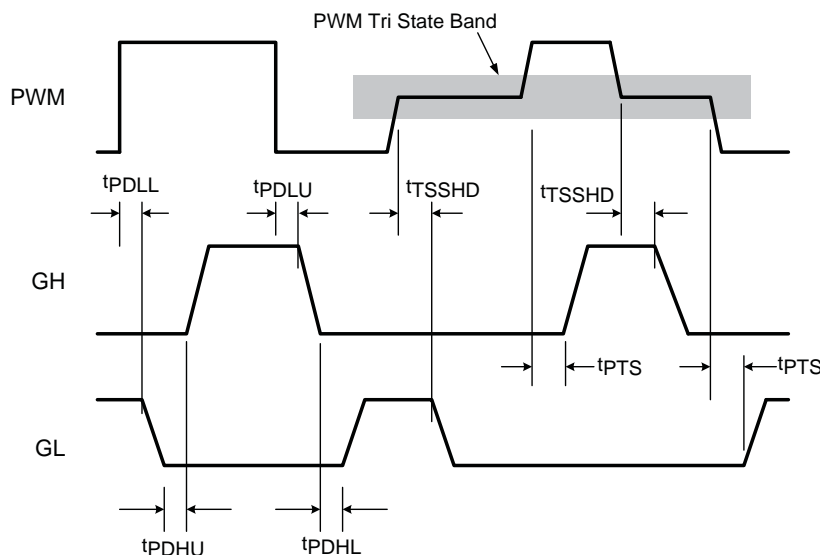 PWM Tri State Band
PWM
tPDLL
tPDLU
tTSSHD
tTSSHD
GH
tPTS
tPTS
GL
tPDHU
tPDHL